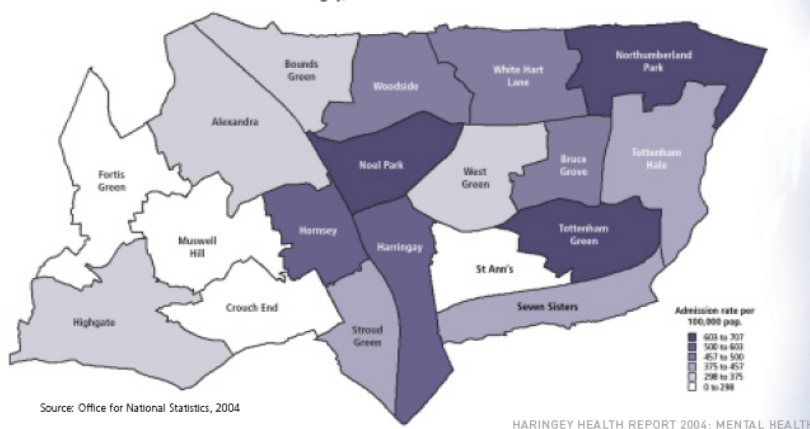 Bounds
Green
Woodside
White Hart
Lane
Northumberland
Park
Alexandra
Noel Park
West
Green
Bruce
Grove
Tottenham
Hale
Fortis
Green
Muswell
Hill
Hornsey
Harringay
Tottenham
Green
St Ann's
Highgate
Crouch End
Stroud
Green
Seven Sisters
Admission rate per
100,000 pop.
603 to 707
500 to 603
457 to 500
375 to 457
298 to 375
0 to 298
Source: Office for National Statistics, 2004
HARINGEY HEALTH REPORT 2004: MENTAL HEALT